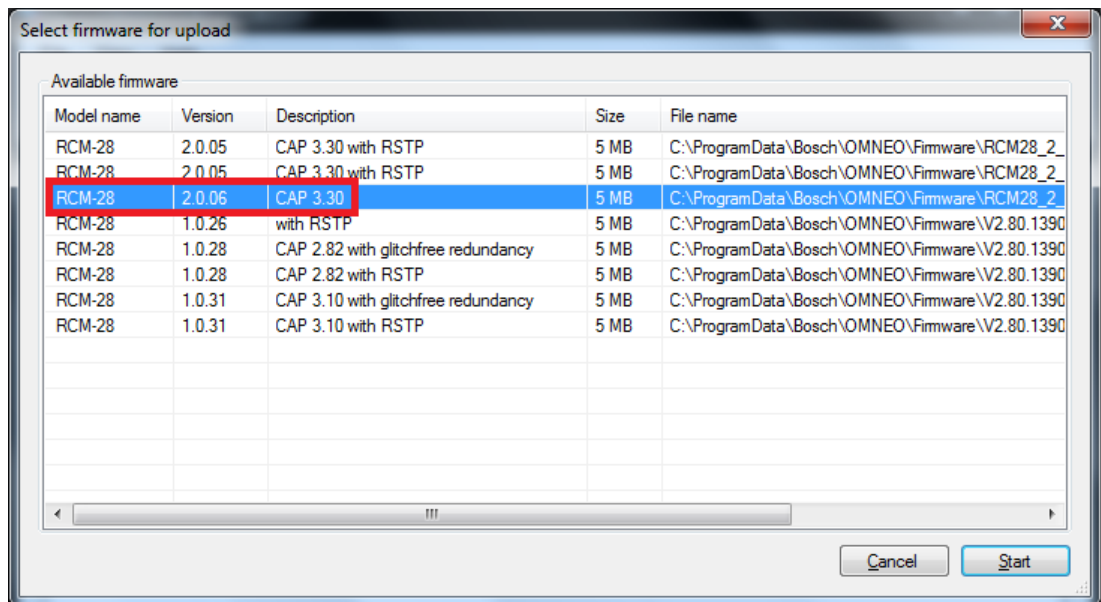 Select firmware for upload
Available firmware
Model name Version Description Size File name
RCM-28 2.0.05 CAP 3.30 with RSTP 5 MB C:\ProgramData\Bosch\OMNEO\Firmware\RCM28_2_
RCM-28 2.0.05 CAP 3.30 with RSTP 5 MB C:\ProgramData\Bosch\OMNEO\Firmware\RCM28_2_
RCM-28 2.0.06 CAP 3.30 5 MB C:\ProgramData\Bosch\OMNEO\Firmware\RCM28_2_
RCM-28 1.0.26 with RSTP 5 MB C:\ProgramData\Bosch\OMNEO\Firmware\V2.80.1390
RCM-28 1.0.28 CAP 2.82 with glitchfree redundancy 5 MB C:\ProgramData\Bosch\OMNEO\Firmware\V2.80.1390
RCM-28 1.0.28 CAP 2.82 with RSTP 5 MB C:\ProgramData\Bosch\OMNEO\Firmware\V2.80.1390
RCM-28 1.0.31 CAP 3.10 with glitchfree redundancy 5 MB C:\ProgramData\Bosch\OMNEO\Firmware\V2.80.1390
RCM-28 1.0.31 CAP 3.10 with RSTP 5 MB C:\ProgramData\Bosch\OMNEO\Firmware\V2.80.1390
Cancel Start